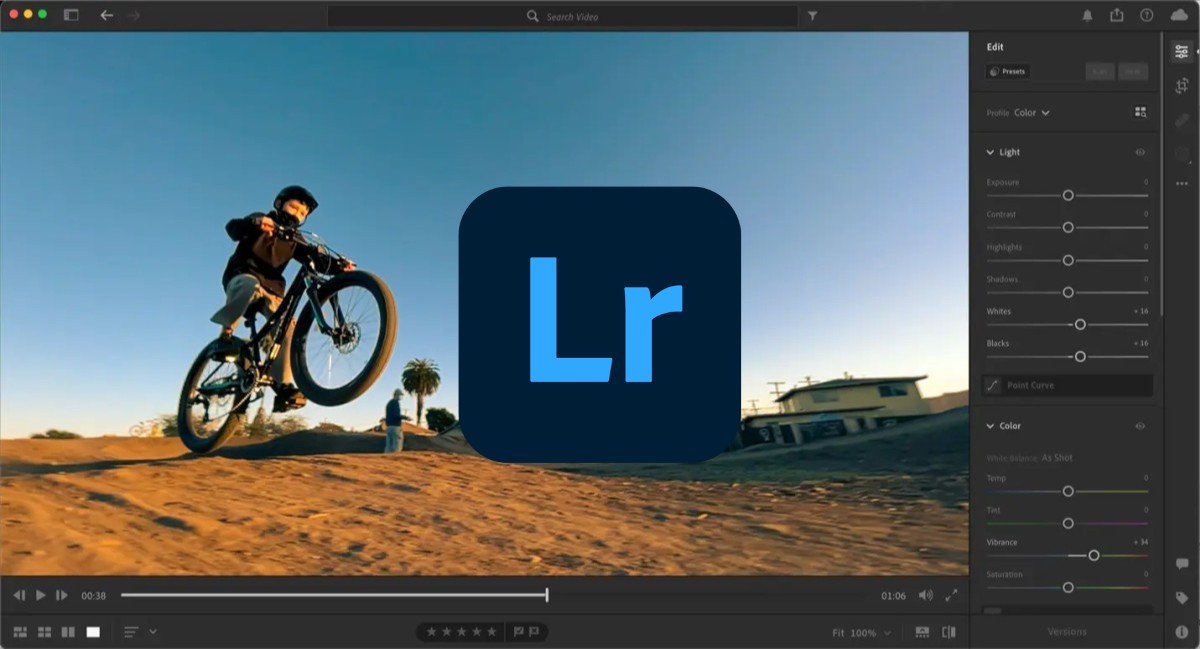 Search Video
Edit
Presets
Profile Color
Light
Exposure 0
Contrast 0
Highlights 0
Shadows 0
Whites + 16
Blacks + 16
Point Curve
Color
White Balance As Shot
Temp 0
Tint 0
Vibrance + 34
Saturation 0
Lr
00:38
01:06
Fit 100%
Versions